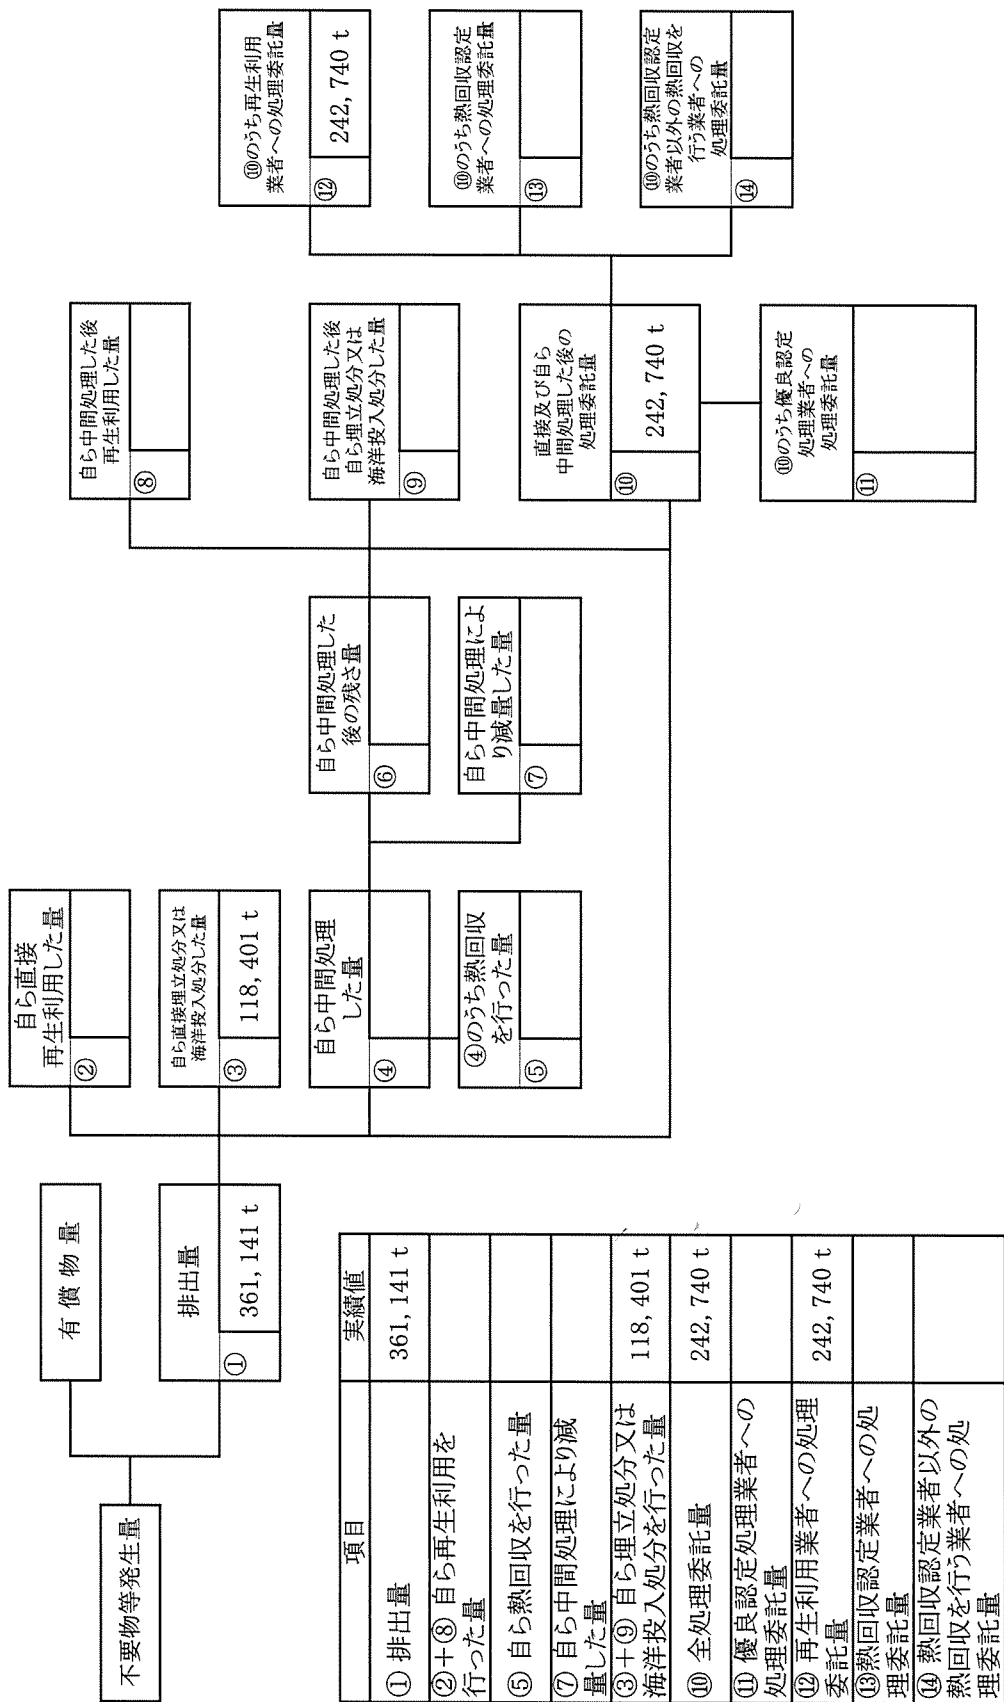 不要物等発生量
有償物量
排出量
①
361,141 t
自ら直接
再生利用した量
②
自ら直接埋立処分又は
海洋投入処分した量
③
118,401 t
自ら中間処理
した量
④
④のうち熱回収
を行った量
⑤
自ら中間処理した
後の残さ量
⑥
自ら中間処理によ
り減量した量
⑦
自ら中間処理した後
再生利用した量
⑧
自ら中間処理した後
自ら埋立処分又は
海洋投入処分した量
⑨
直接及び自ら
中間処理した後の
処理委託量
⑩
242,740 t
⑩のうち優良認定
処理業者への
処理委託量
⑪
⑩のうち再生利用
業者への処理委託量
⑫
242,740 t
⑩のうち熱回収認定
業者への処理委託量
⑬
⑩のうち熱回収認定
業者以外の熱回収を
行う業者への
処理委託量
⑭
項目
実績値
① 排出量
361,141 t
②+⑧ 自ら再生利用を
行った量
⑤ 自ら熱回収を行った量
⑦ 自ら中間処理により減
量した量
③+⑨ 自ら埋立処分又は
海洋投入処分を行った量
118,401 t
⑩ 全処理委託量
242,740 t
⑪ 優良認定処理業者への
処理委託量
⑫ 再生利用業者への処理
委託量
242,740 t
⑬熱回収認定業者への処
理委託量
⑭ 熱回収認定業者以外の
熱回収を行う業者への処
理委託量